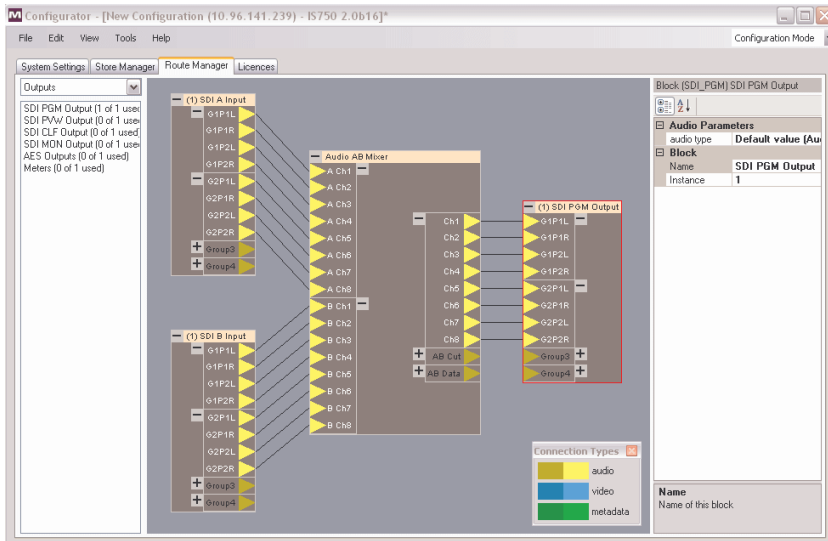 Configurator - [New Configuration (10.96.141.239) - IS750 2.0b16]*
File Edit View Tools Help
Configuration Mode
System Settings Store Manager Route Manager Licences
Outputs
SDI PGM Output (1 of 1 used
SDI PVW Output (0 of 1 use
SDI CLF Output (0 of 1 used
SDI MON Output (0 of 1 use
AES Outputs (0 of 1 used)
Meters (0 of 1 used)
(1) SDI A Input
G1P1L
G1P1R
G1P2L
G1P2R
G2P1L
G2P1R
G2P2L
G2P2R
Group3
Group4
(1) SDI B Input
G1P1L
G1P1R
G1P2L
G1P2R
G2P1L
G2P1R
G2P2L
G2P2R
Group3
Group4
Audio AB Mixer
A Ch1
A Ch2
A Ch3
A Ch4
A Ch5
A Ch6
A Ch7
A Ch8
B Ch1
B Ch2
B Ch3
B Ch4
B Ch5
B Ch6
B Ch7
B Ch8
Ch1
Ch2
Ch3
Ch4
Ch5
Ch6
Ch7
Ch8
AB Cut
AB Data
(1) SDI PGM Output
G1P1L
G1P1R
G1P2L
G1P2R
G2P1L
G2P1R
G2P2L
G2P2R
Group3
Group4
Connection Types
audio
video
metadata
Block (SDI_PGM) SDI PGM Output
Audio Parameters
audio type Default value (Au
Block
Name SDI PGM Output
Instance 1
Name
Name of this block